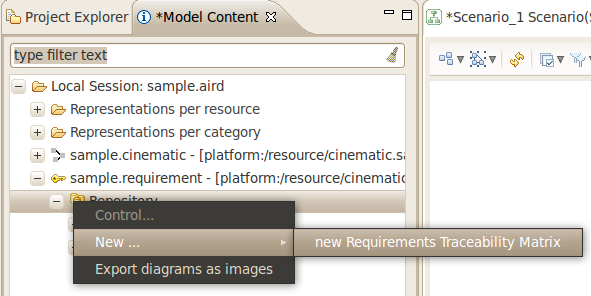 Project Explorer
*Model Content
*Scenario_1 Scenario(S
type filter text
Local Session: sample.aird
Representations per resource
Representations per category
sample.cinematic - [platform:/resource/cinematic.sa
sample.requirement - [platform:/resource/cinematic
Repository
Control...
New ...
new Requirements Traceability Matrix
Export diagrams as images